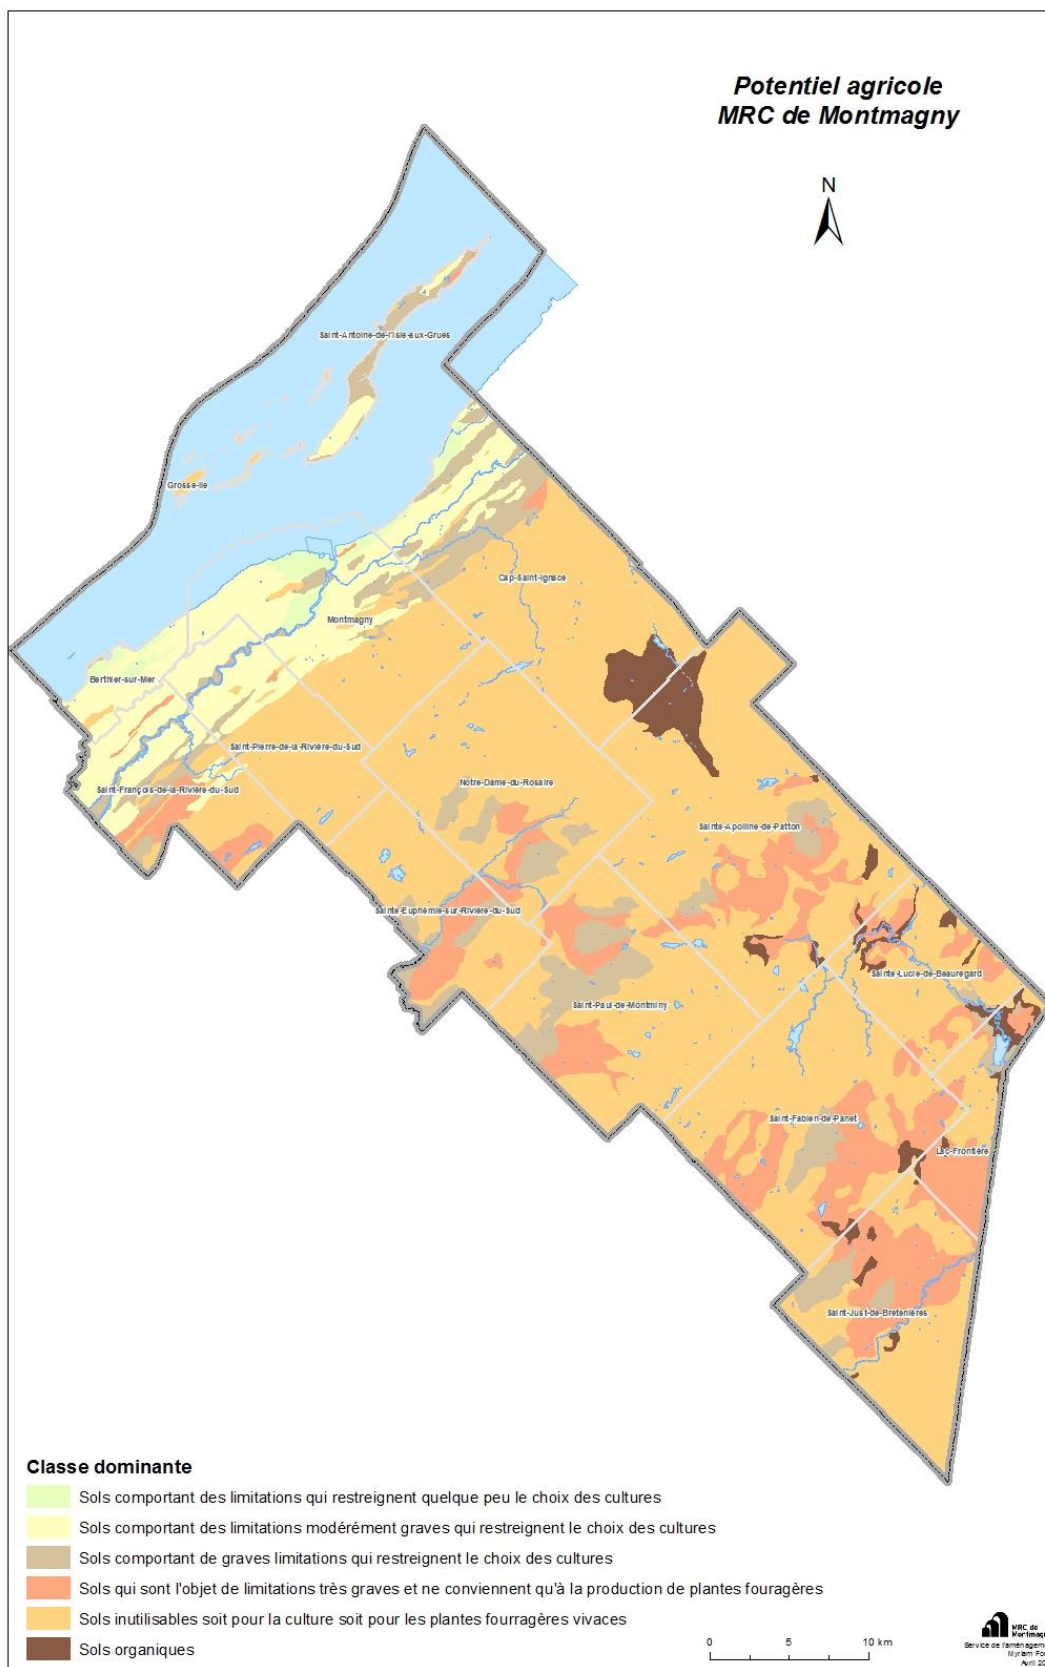 Potentiel agricole
MRC de Montmagny
N
Saint-Antoine-de-l'Isle-aux-Grues
Grosse-Ile
Cap-Saint-Ignace
Montmagny
Berthier-sur-Mer
Saint-Pierre-de-la-Rivière-du-Sud
Saint-François-de-la-Rivière-du-Sud
Notre-Dame-du-Rosaire
Sainte-Apolline-de-Patton
Sainte-Euphémie-sur-Rivière-du-Sud
Sainte-Lucie-de-Beauregard
Saint-Paul-de-Montminy
Saint-Fabien-de-Panet
Lac-Frontière
Saint-Just-de-Bretenières
Classe dominante
Sols comportant des limitations qui restreignent quelque peu le choix des cultures
Sols comportant des limitations modérément graves qui restreignent le choix des cultures
Sols comportant de graves limitations qui restreignent le choix des cultures
Sols qui sont l'objet de limitations très graves et ne conviennent qu'à la production de plantes fouragères
Sols inutilisables soit pour la culture soit pour les plantes fourragères vivaces
Sols organiques
0 5 10 km
MRC de
Service de
Avril